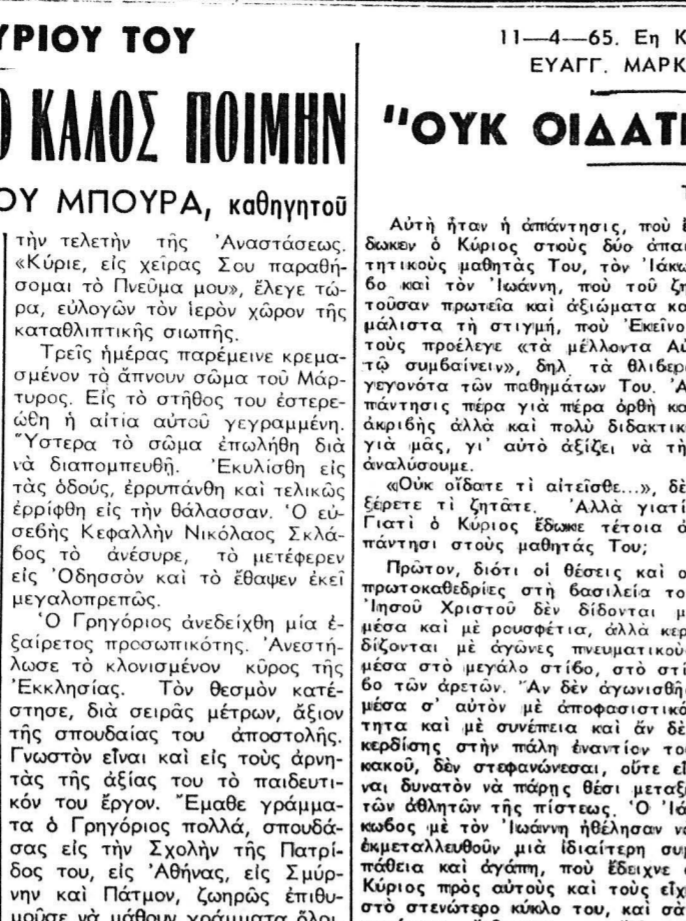 ΥΡΙΟΥ ΤΟΥ
Ο ΚΑΛΟΣ ΠΟΙΜΗΝ
ΟΥ ΜΠΟΥΡΑ, καθηγητοῦ
τὴν τελετὴν τῆς Ἀναστάσεως.
«Κύριε, εἰς χεῖρας Σου παραθή-
σομαι τὸ Πνεῦμα μου», ἔλεγε τώ-
ρα, εὐλογῶν τὸν ἱερὸν χῶρον τῆς
καταθλιπτικῆς σιωπῆς.
Τρεῖς ἡμέρας παρέμεινε κρεμα-
σμένον τὸ ἄπνουν σῶμα τοῦ Μάρ-
τυρος. Εἰς τὸ στῆθος του ἐστερε-
ώθη ἡ αἰτία αὐτοῦ γεγραμμένη.
Ὕστερα τὸ σῶμα ἐπωλήθη διὰ
νὰ διαπομπευθῇ. Ἐκυλίσθη εἰς
τὰς ὁδούς, ἐρρυπάνθη καὶ τελικῶς
ἐρρίφθη εἰς τὴν θάλασσαν. Ὁ εὐ-
σεβὴς Κεφαλλὴν Νικόλαος Σκλά-
βος τὸ ἀνέσυρε, τὸ μετέφερεν
εἰς Ὀδησσὸν καὶ τὸ ἔθαψεν ἐκεῖ
μεγαλοπρεπῶς.
Ὁ Γρηγόριος ἀνεδείχθη μία ἐ-
ξαίρετος προσωπικότης. Ἀνεστή-
λωσε τὸ κλονισμένον κῦρος τῆς
Ἐκκλησίας. Τὸν θεσμὸν κατέ-
στησε, διὰ σειρᾶς μέτρων, ἄξιον
τῆς σπουδαίας του ἀποστολῆς.
Γνωστὸν εἶναι καὶ εἰς τοὺς ἀρνη-
τὰς τῆς ἀξίας του τὸ παιδευτι-
κόν του ἔργον. Ἔμαθε γράμμα-
τα ὁ Γρηγόριος πολλά, σπουδά-
σας εἰς τὴν Σχολὴν τῆς Πατρί-
δος του, εἰς Ἀθήνας, εἰς Σμύρ-
νην καὶ Πάτμον, ζωηρῶς ἐπιθυ-
μοῦσε νὰ μάθουν γράμματα ὅλοι
11—4—65. Εη Κ
ΕΥΑΓΓ. ΜΑΡΚ
"ΟΥΚ ΟΙΔΑΤΕ
Αὐτὴ ἦταν ἡ ἀπάντησις, ποὺ ἔ
δωκεν ὁ Κύριος στοὺς δύο ἀπαι
τητικοὺς μαθητάς Του, τὸν Ἰάκω
βο καὶ τὸν Ἰωάννη, ποὺ τοῦ ζη
τοῦσαν πρωτεῖα καὶ ἀξιώματα κα
μάλιστα τὴ στιγμή, ποὺ Ἐκεῖνο
τοὺς προέλεγε «τὰ μέλλοντα Αὐ
τῷ συμβαίνειν», δηλ. τὰ θλιβερ
γεγονότα τῶν παθημάτων Του. Ἀ
πάντησις πέρα γιὰ πέρα ὀρθὴ κα
ἀκριβὴς ἀλλὰ καὶ πολὺ διδακτικ
γιὰ μᾶς, γι' αὐτὸ ἀξίζει νὰ τὴ
ἀναλύσουμε.
«Οὐκ οἴδατε τὶ αἰτεῖσθε...», δὲ
ξέρετε τὶ ζητᾶτε. Ἀλλὰ γιατί
Γιατὶ ὁ Κύριος ἔδωκε τέτοια ἀ
πάντησι στοὺς μαθητάς Του;
Πρῶτον, διότι οἱ θέσεις καὶ ο
πρωτοκαθεδρίες στὴ βασιλεία το
Ἰησοῦ Χριστοῦ δὲν δίδονται μ
μέσα καὶ μὲ ρουσφέτια, ἀλλὰ κερ
δίζονται μὲ ἀγῶνες πνευματικοὺ
μέσα στὸ μεγάλο στίβο, στὸ στί
βο τῶν ἀρετῶν. Ἂν δὲν ἀγωνισθῆ
μέσα σ' αὐτὸν μὲ ἀποφασιστικό
τητα καὶ μὲ συνέπεια καὶ ἂν δὲ
κερδίσης στὴν πάλη ἐναντίον το
κακοῦ, δὲν στεφανώνεσαι, οὔτε εἶ
ναι δυνατὸν νὰ πάρης θέσι μεταξ
τῶν ἀθλητῶν τῆς πίστεως. Ὁ Ἰά
κωβος μὲ τὸν Ἰωάννη ἠθέλησαν ν
ἐκμεταλλευθοῦν μιὰ ἰδιαίτερη συμ
πάθεια καὶ ἀγάπη, ποὺ ἔδειχνε ὁ
Κύριος πρὸς αὐτοὺς καὶ τοὺς εἶχ
στὸ στενώτερο κύκλο του, καὶ σὰ